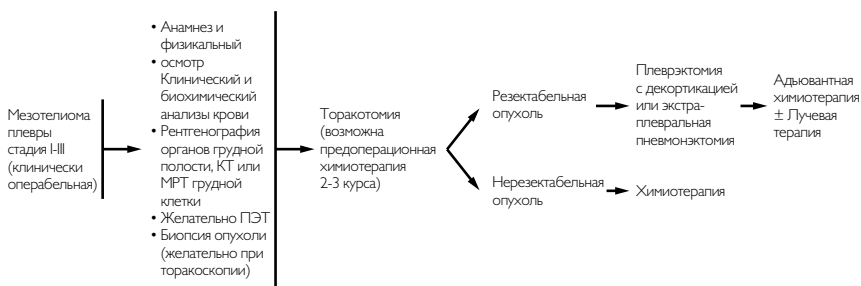 Мезотелиома
плевры
стадия I-III
(клинически
операбельная)
• Анамнез и
физикальный
• осмотр
Клинический и
биохимический
анализы крови
• Рентгенография
органов грудной
полости, КТ или
МРТ грудной
клетки
• Желательно ПЭТ
• Биопсия опухоли
(желательно при
торакоскопии)
Торакотомия
(возможна
предоперационная
химиотерапия
2-3 курса)
Резектабельная
опухоль
Плеврэктомия
с декортикацией
или экстра-
плевральная
пневмонэктомия
Адьювантная
химиотерапия
± Лучевая
терапия
Нерезектабельная
опухоль
Химиотерапия